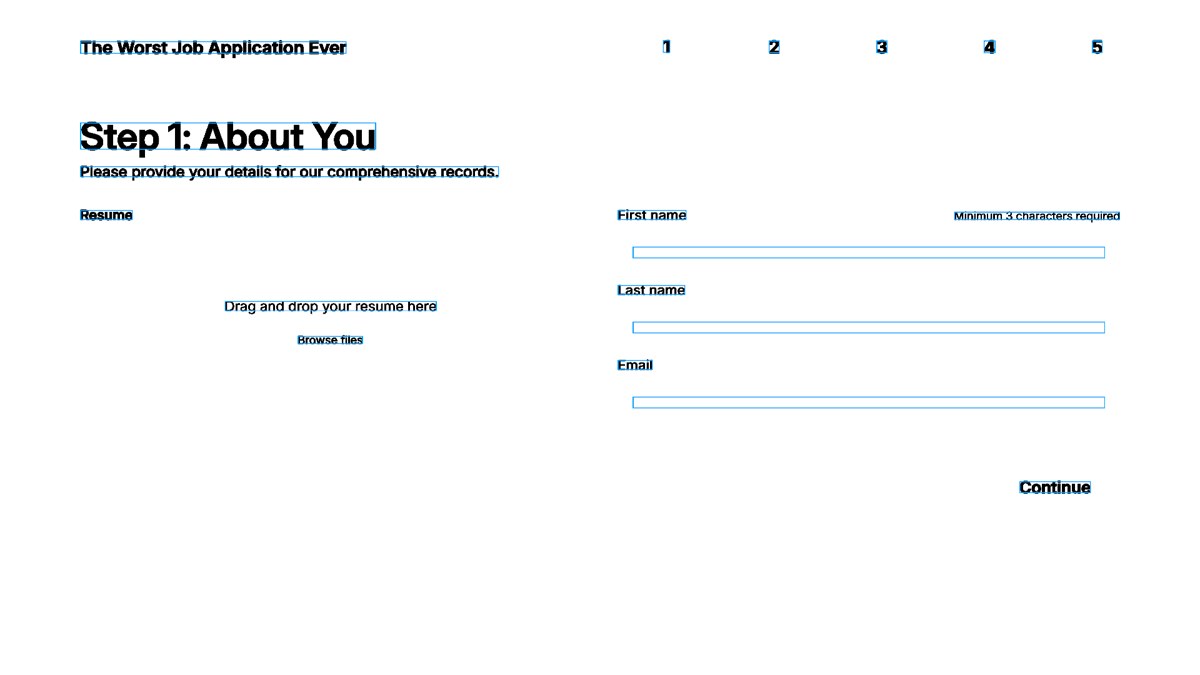 The Worst Job Application Ever
1 2 3 4 5
Step 1: About You
Please provide your details for our comprehensive records.
Resume
Drag and drop your resume here
Browse files
First name
Minimum 3 characters required
Last name
Email
Continue